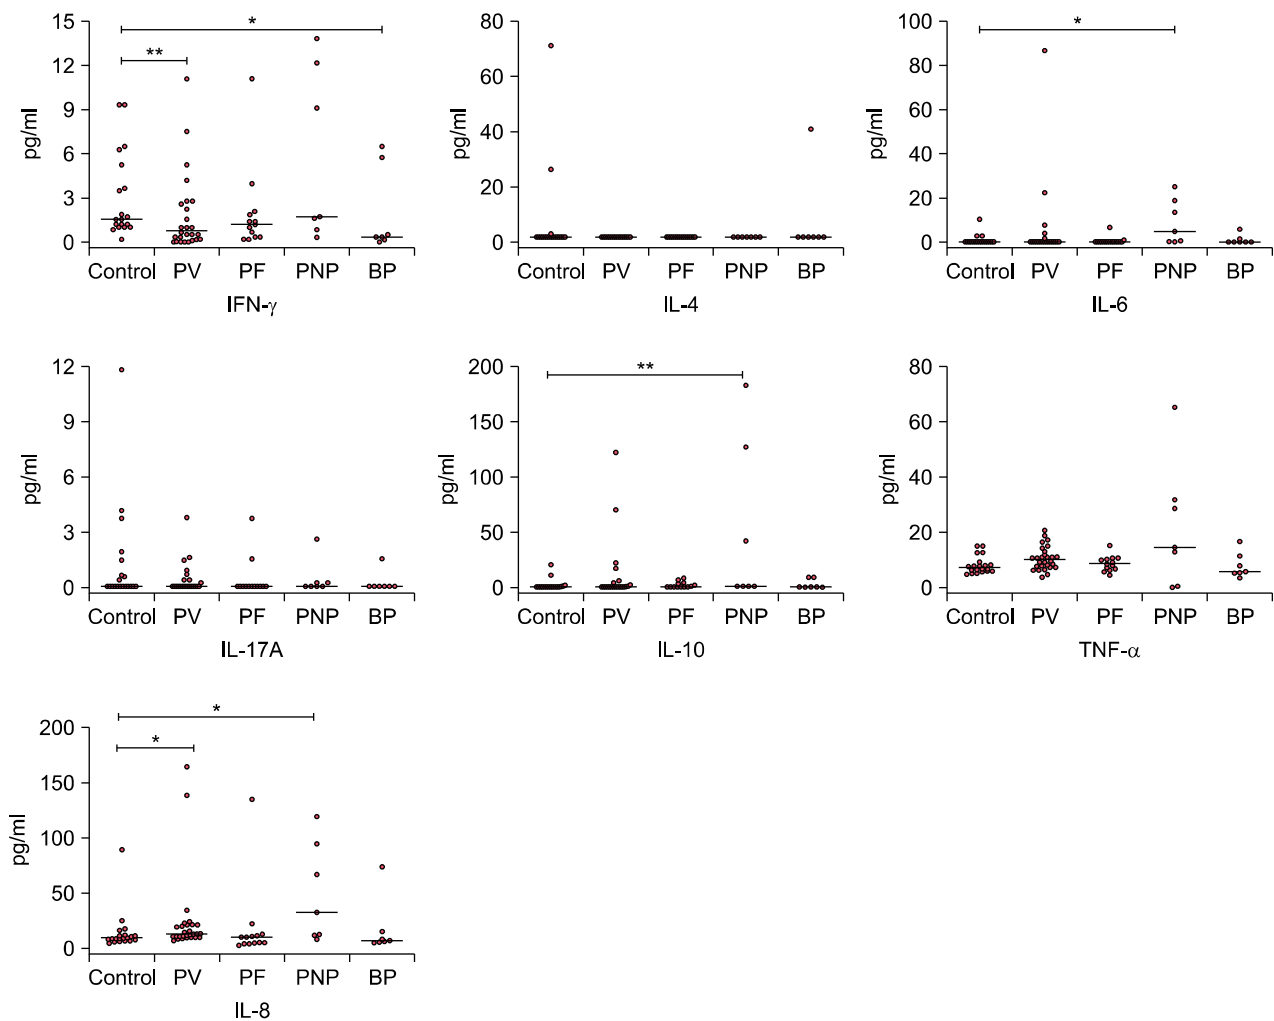 15
12
9
6
3
0
pg/ml
*
**
Control PV PF PNP BP
IFN-γ
80
60
40
20
0
pg/ml
Control PV PF PNP BP
IL-4
100
80
60
40
20
0
pg/ml
*
Control PV PF PNP BP
IL-6
12
9
6
3
0
pg/ml
Control PV PF PNP BP
IL-17A
200
150
100
50
0
pg/ml
**
Control PV PF PNP BP
IL-10
80
60
40
20
0
pg/ml
Control PV PF PNP BP
TNF-α
200
150
100
50
0
pg/ml
*
*
Control PV PF PNP BP
IL-8